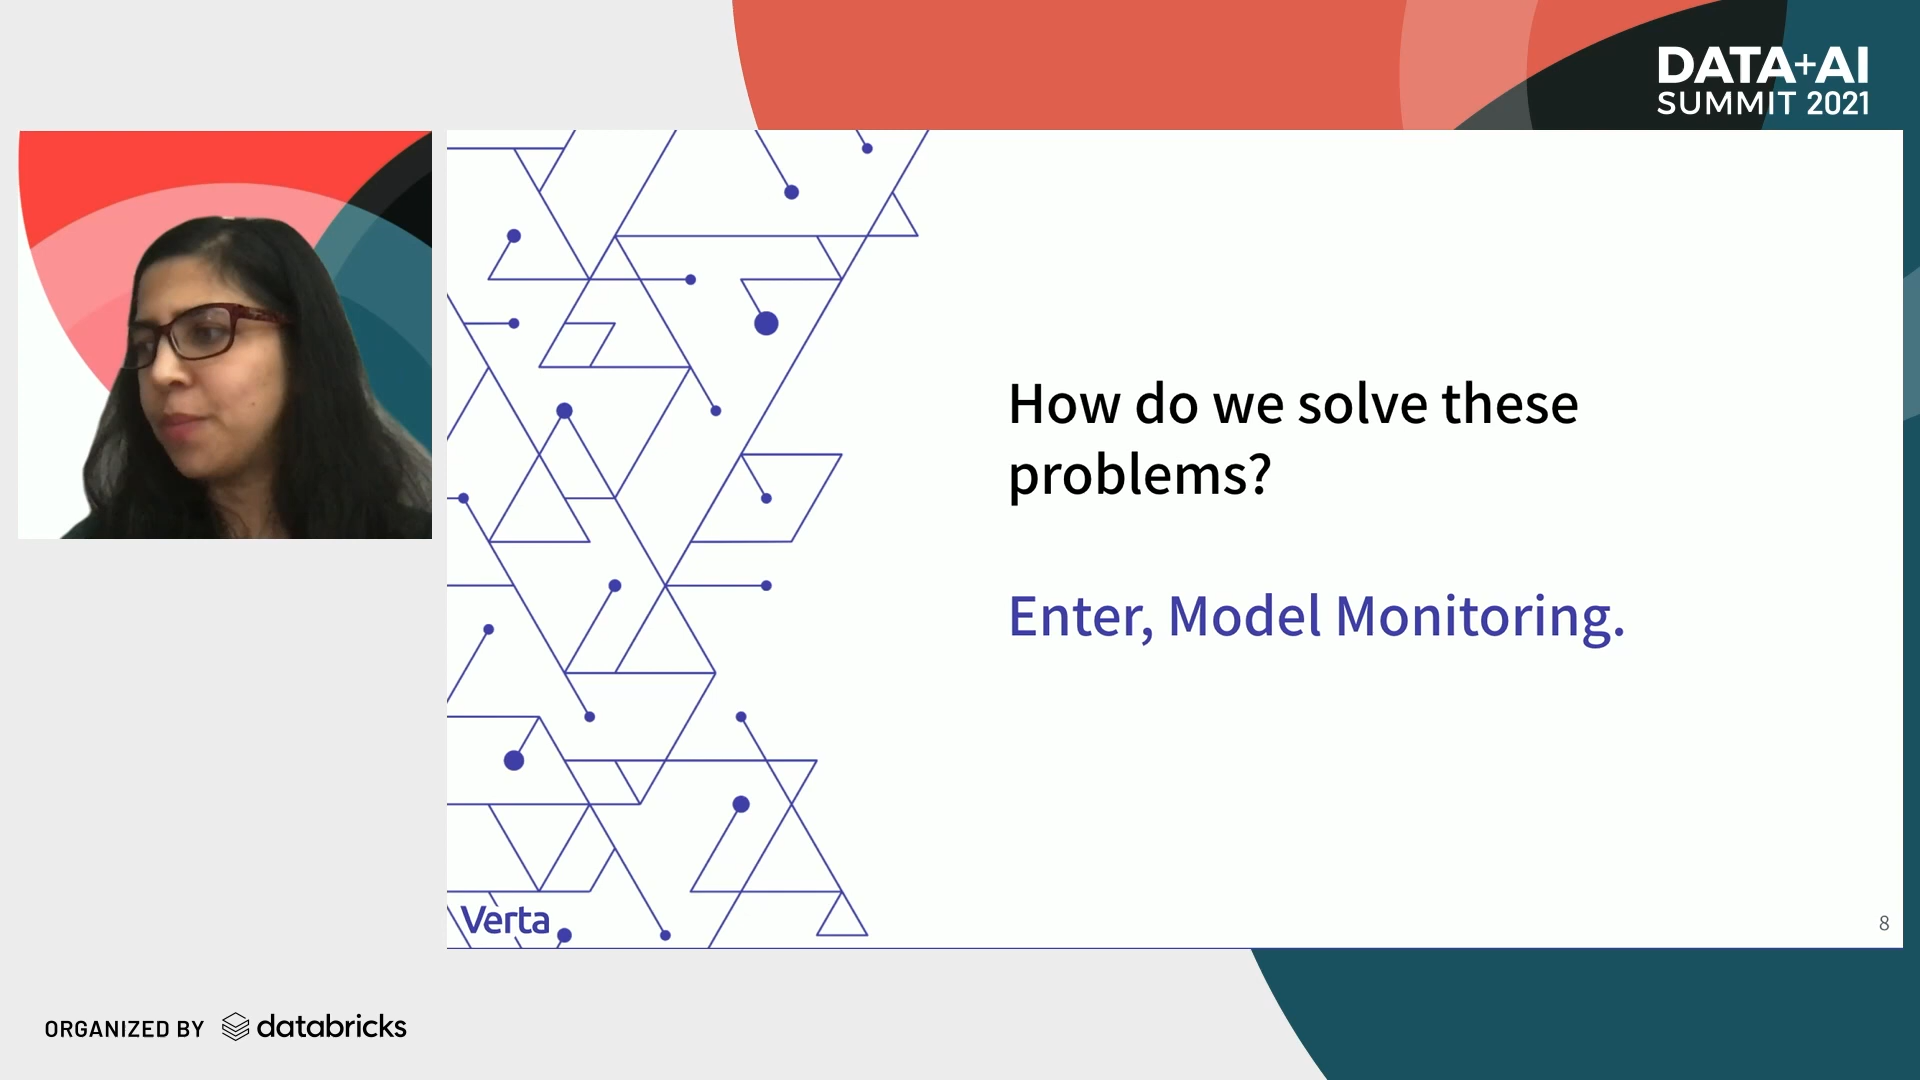 DATA+AI
SUMMIT 2021
How do we solve these
problems?
Enter, Model Monitoring.
Verta
8
ORGANIZED BY databricks